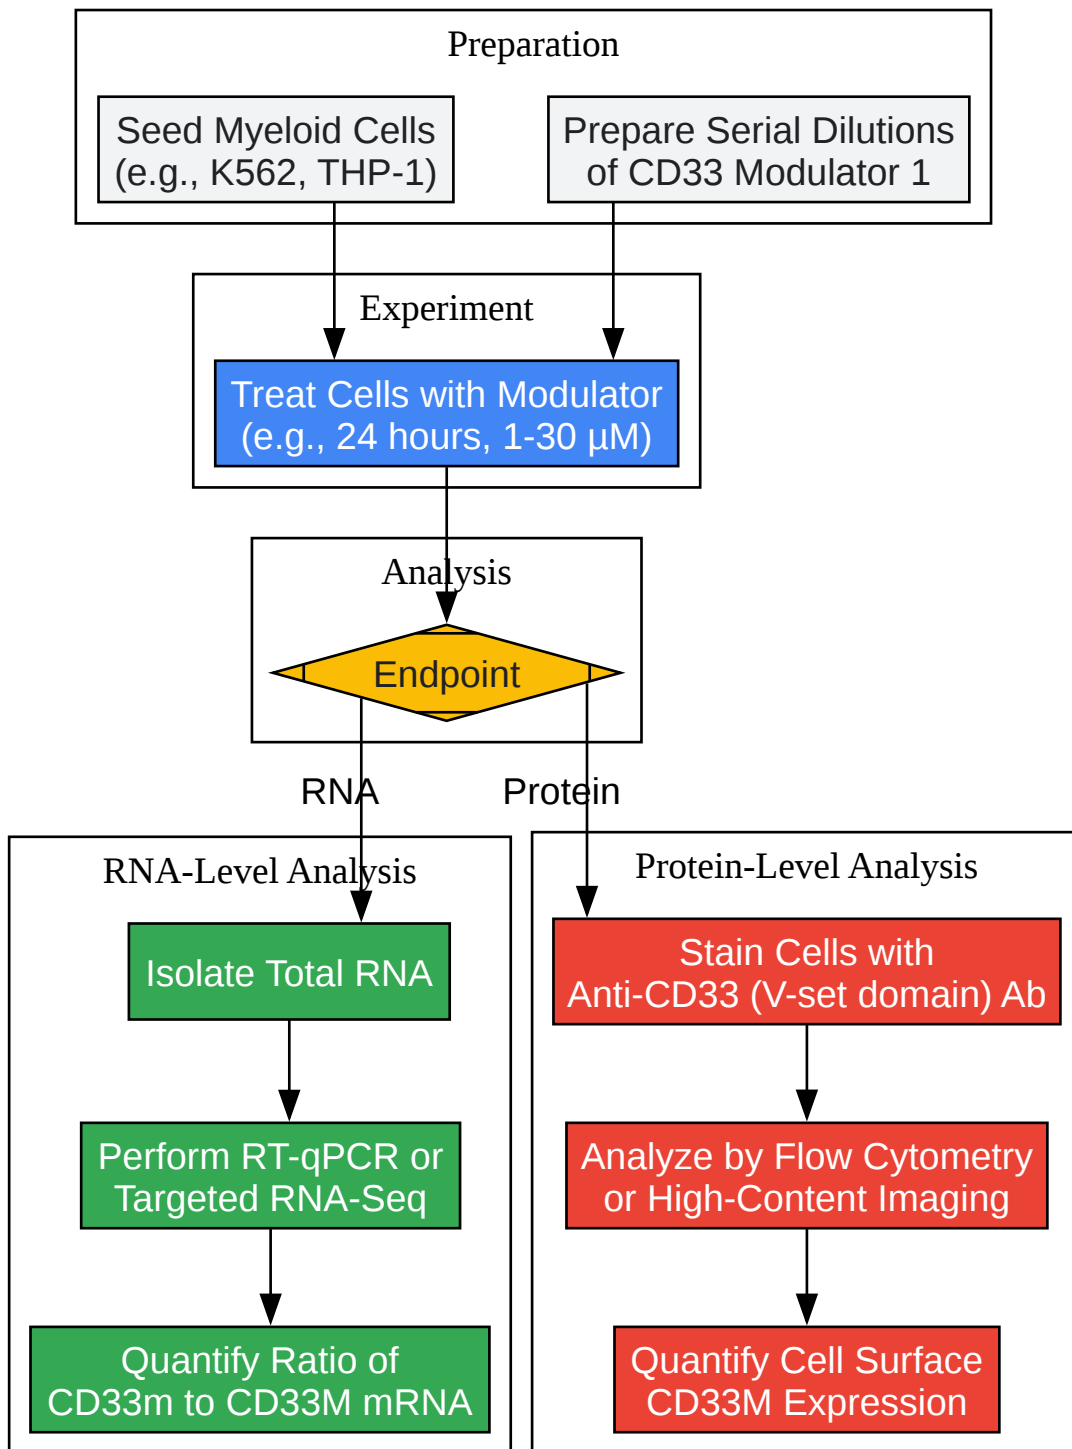 Preparation
Seed Myeloid Cells
(e.g., K562, THP-1)
Prepare Serial Dilutions
of CD33 Modulator 1
Experiment
Treat Cells with Modulator
(e.g., 24 hours, 1-30 µM)
Analysis
Endpoint
RNA
Protein
RNA-Level Analysis
Isolate Total RNA
Perform RT-qPCR or
Targeted RNA-Seq
Quantify Ratio of
CD33m to CD33M mRNA
Protein-Level Analysis
Stain Cells with
Anti-CD33 (V-set domain) Ab
Analyze by Flow Cytometry
or High-Content Imaging
Quantify Cell Surface
CD33M Expression